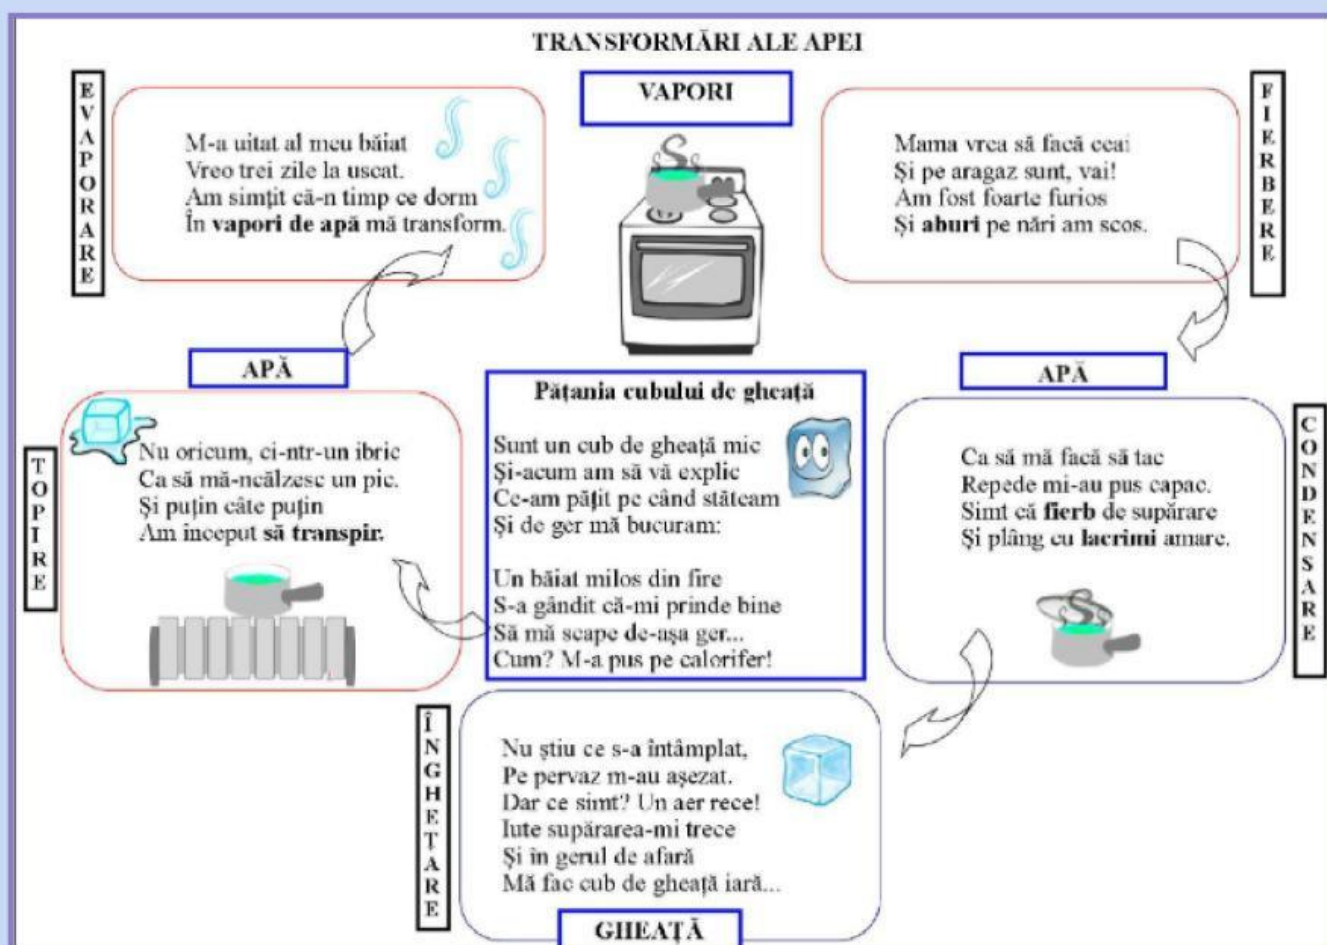 TRANSFORMĂRI ALE APEI
VAPORI
EVAPORARE
M-a uitat al meu băiat
Vreo trei zile la uscat.
Am simțit că-n timp ce dorm
În vapori de apă mă transform.
FIERBERE
Mama vrea să facă ceai
Și pe aragaz sunt, vai!
Am fost foarte furios
Și aburi pe nări am scos.
APĂ
TOPIRE
Nu oricum, ci-ntr-un ibric
Ca să mă-ncălzesc un pic.
Și puțin câte puțin
Am început să transpir.
Pățania cubului de gheață
Sunt un cub de gheață mic
Și-acum am să vă explic
Ce-am pățit pe când stăteam
Și de ger mă bucuram:
Un băiat milos din fire
S-a gândit că-mi prinde bine
Să mă scape de-așa ger...
Cum? M-a pus pe calorifer!
APĂ
CONDENSARE
Ca să mă facă să tac
Repede mi-au pus capac.
Simt că fierb de supărare
Și plâng cu lacrimi amare.
ÎNGHEȚARE
Nu știu ce s-a întâmplat,
Pe pervaz m-au așezat.
Dar ce simt? Un aer rece!
Iute supărarea-mi trece
Și în gerul de afară
Mă fac cub de gheață iară...
GHEAȚĂ